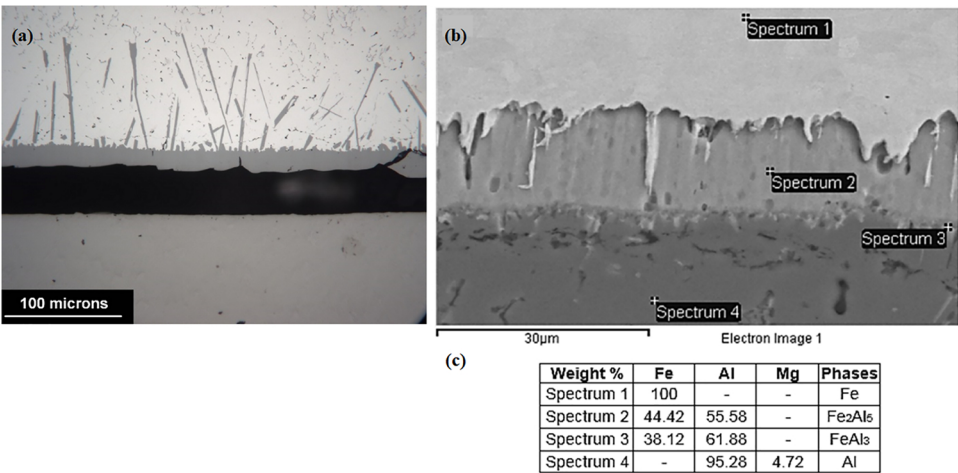 (a)
100 microns
(b)
Spectrum 1
Spectrum 2
Spectrum 3
Spectrum 4
30µm
Electron Image 1
(c)
Weight % Fe Al Mg Phases
Spectrum 1 100 - - Fe
Spectrum 2 44.42 55.58 - Fe₂Al₅
Spectrum 3 38.12 61.88 - FeAl₃
Spectrum 4 - 95.28 4.72 Al